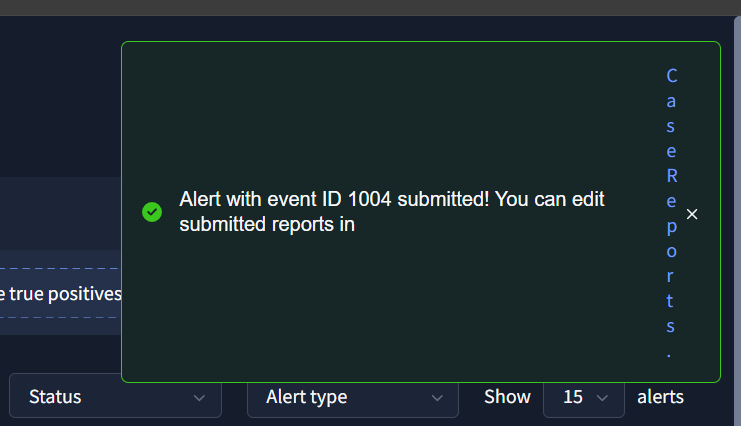 Alert with event ID 1004 submitted! You can edit
submitted reports in
C
a
s
e
R
e
p
o
r
t
s
.
e true positives
Status
Alert type
Show
15
alerts